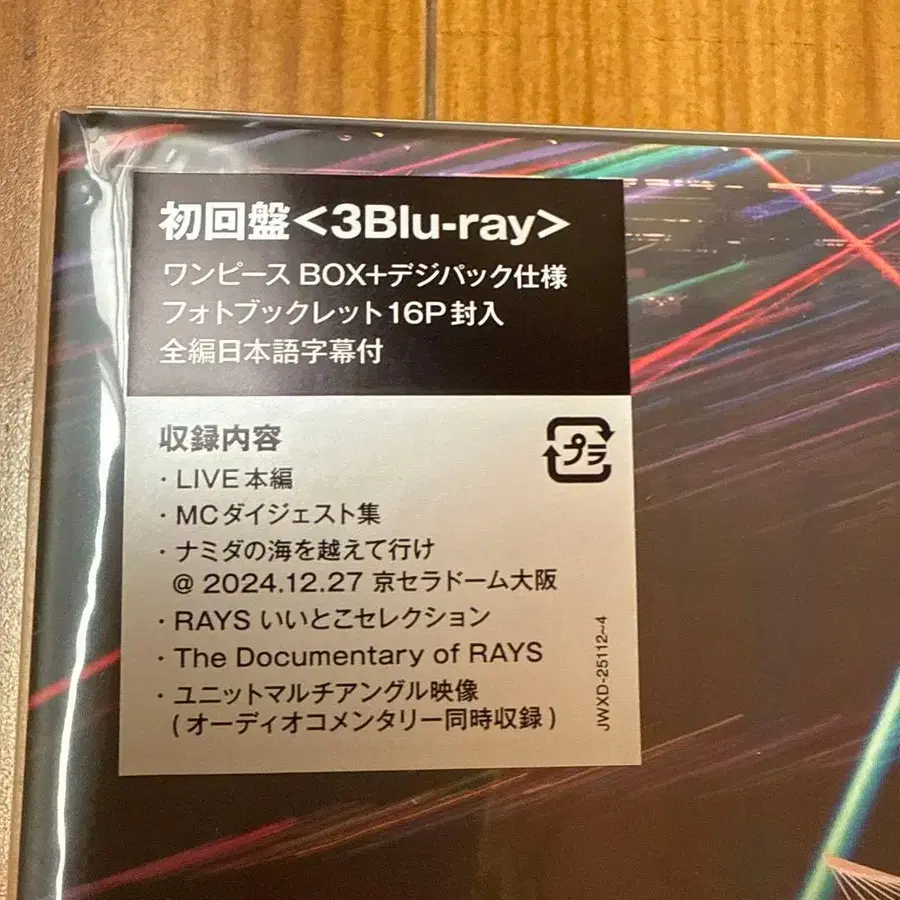 初回盤<3Blu-ray>
ワンピース BOX+デジパック仕様
フォトブックレット16P封入
全編日本語字幕付
収録内容
プラ
・LIVE本編
・MCダイジェスト集
・ナミダの海を越えて行け
@ 2024.12.27 京セラドーム大阪
・RAYS いいとこセレクション
・The Documentary of RAYS
・ユニットマルチアングル映像
(オーディオコメンタリー同時収録)
JWXD-25112~4